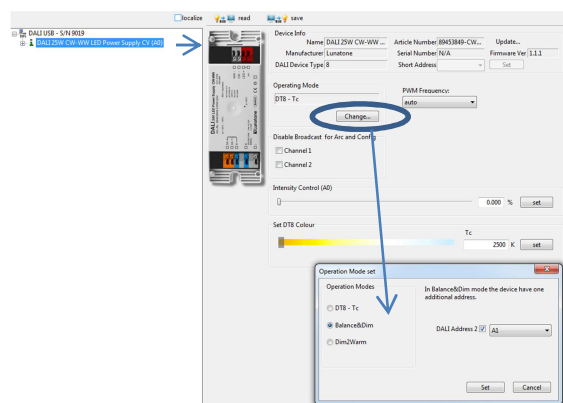 localize read save
DALI USB - S/N 9019
DALI 25W CW-WW LED Power Supply CV (A0)
Device Info
Name DALI 25W CW-WW ... Article Number 89453849-CW... Update...
Manufacturer Lunatone Serial Number N/A Firmware Ver 1.1.1
DALI Device Type 8 Short Address Set
Operating Mode
DT8 - Tc
Change...
PWM Frequency:
auto
Disable Broadcast for Arc and Config
Channel 1
Channel 2
Intensity Control (A0)
0.000 % set
Set DT8 Colour
Tc
2500 K set
Operation Mode set
Operation Modes
DT8 - Tc
Balance&Dim
Dim2Warm
In Balance&Dim mode the device have one
additional address.
DALI Address 2 A1
Set Cancel